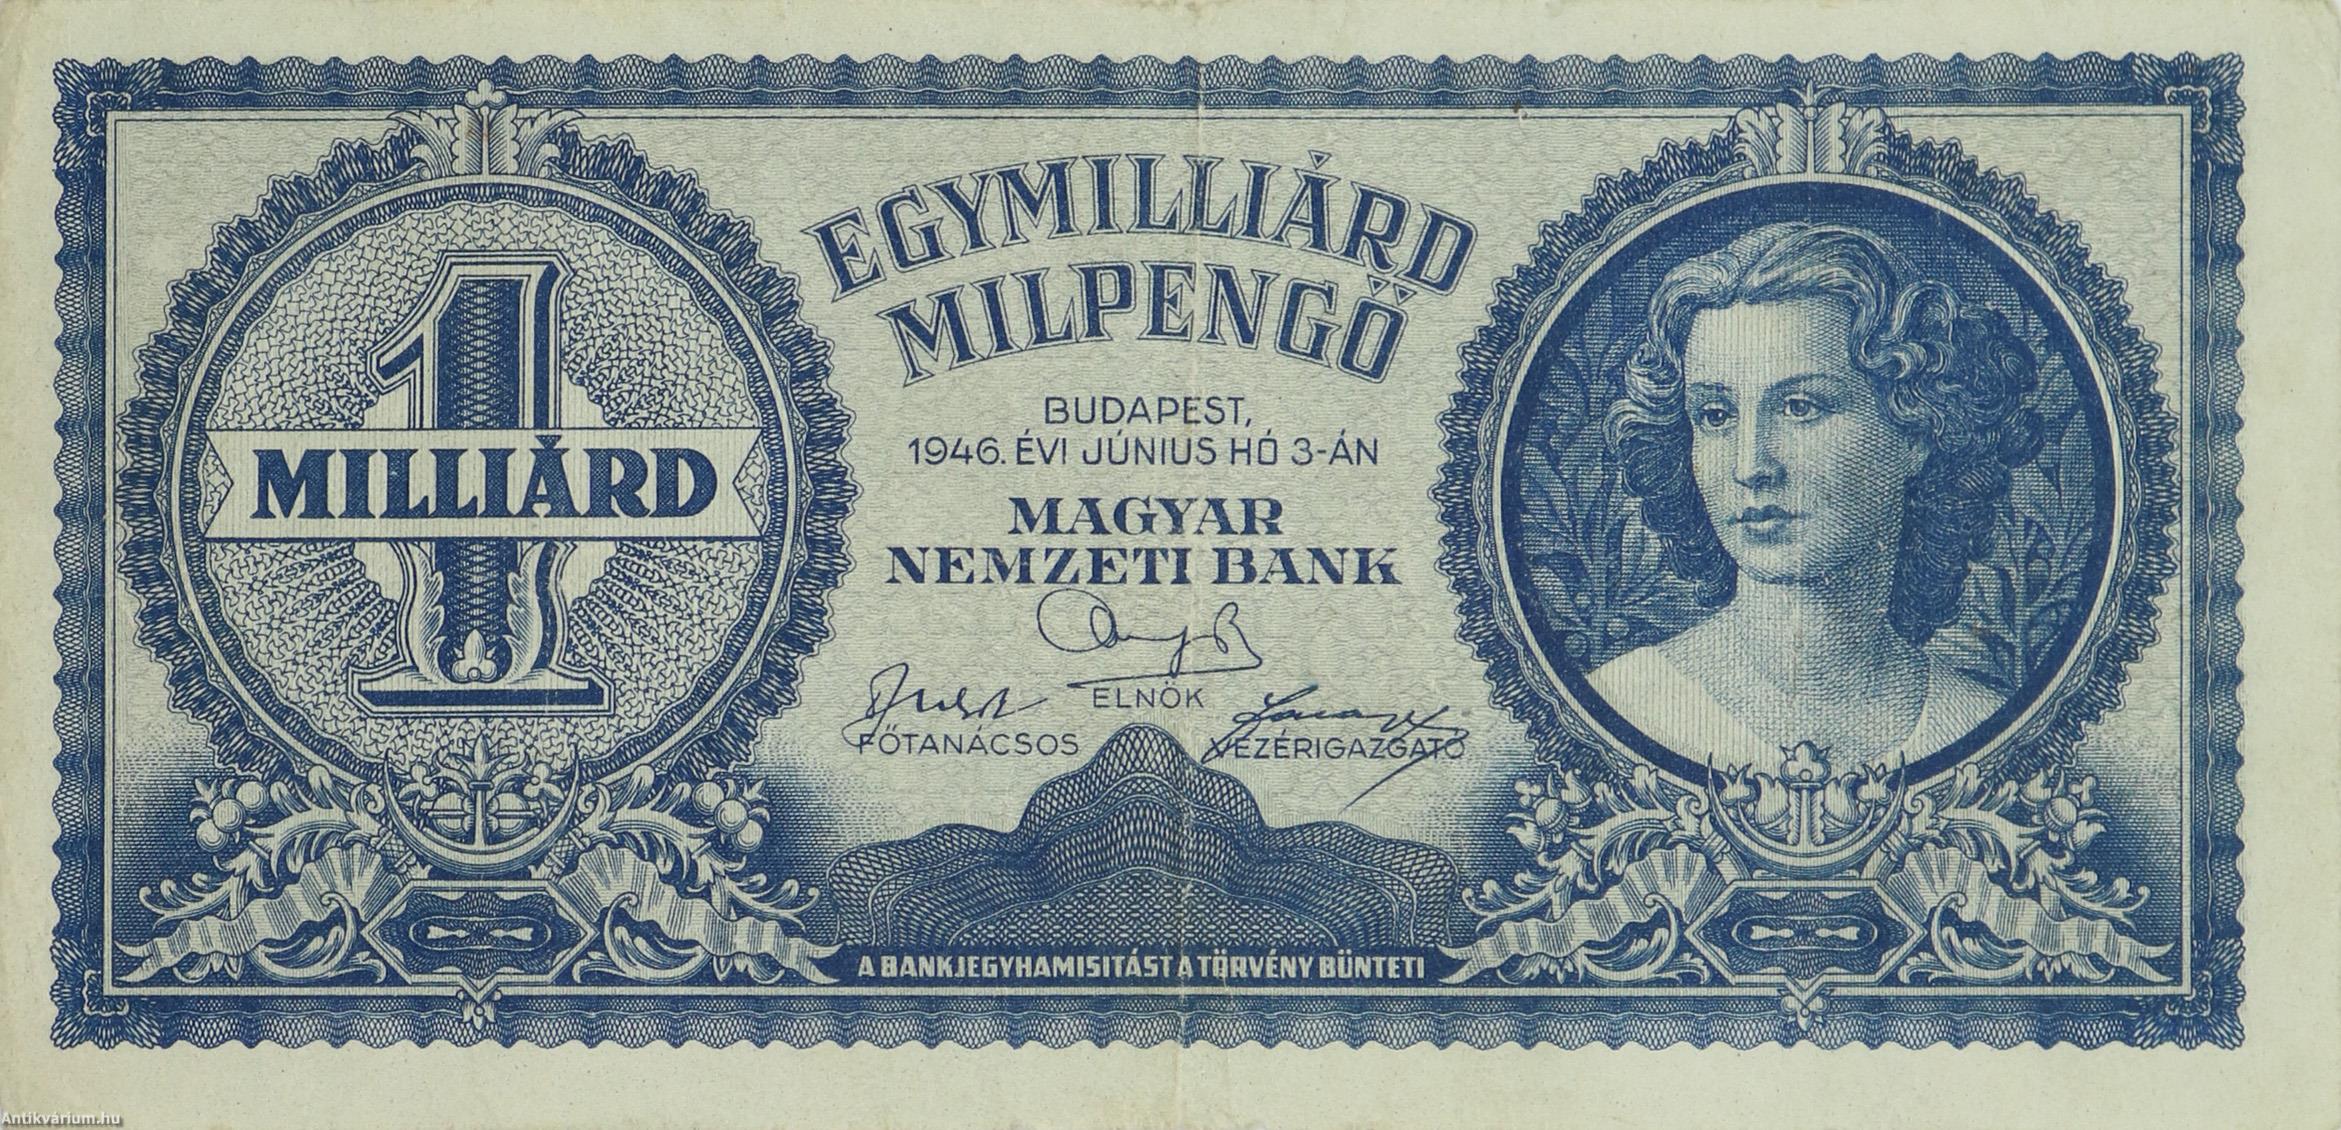 EGYMILLIÁRD
MILPENGŐ
1
MILLIÁRD
BUDAPEST,
1946. ÉVI JÚNIUS HÓ 3-ÁN
MAGYAR
NEMZETI BANK
ELNÖK
FŐTANÁCSOS
VEZÉRIGAZGATÓ
A BANKJEGYHAMISITÁST A TÖRVÉNY BÜNTETI
Antikvárium.hu